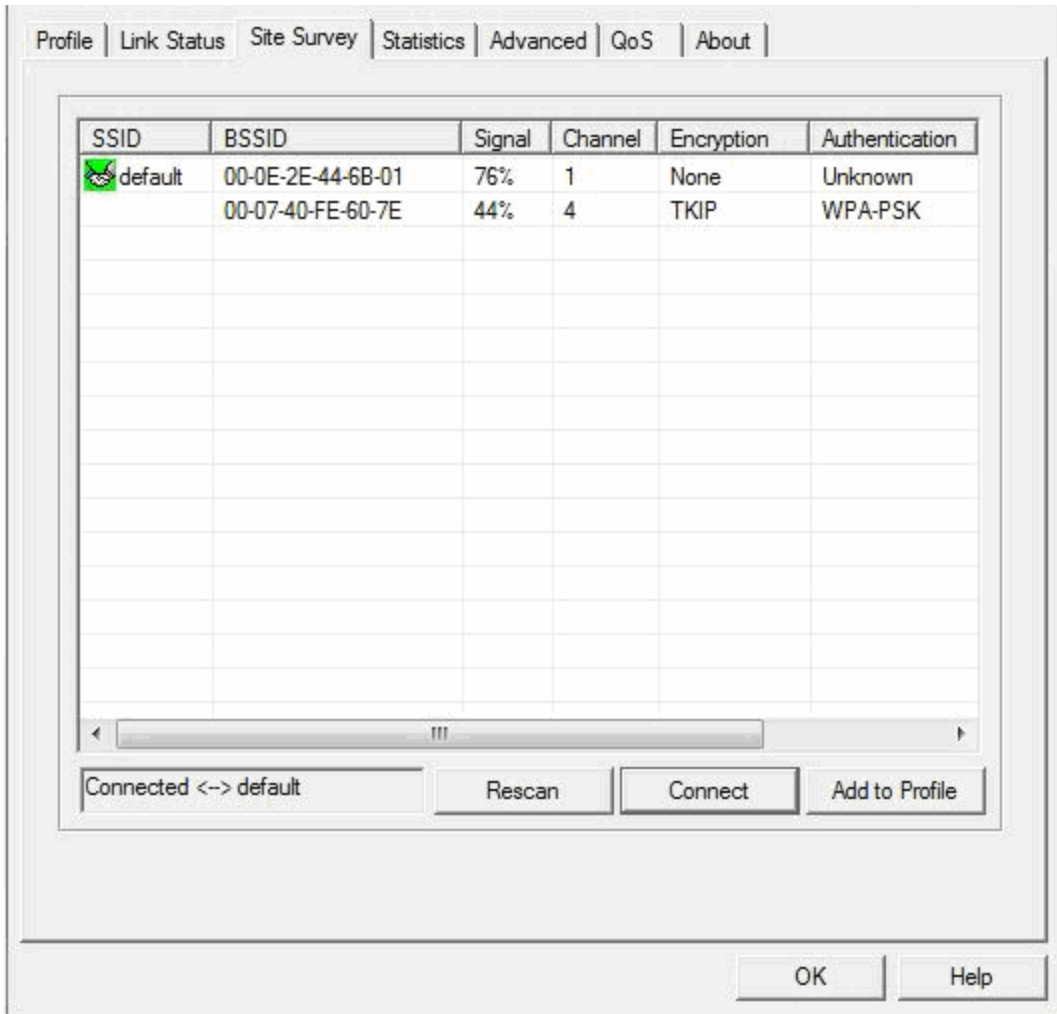 Profile Link Status Site Survey Statistics Advanced QoS About
SSID BSSID Signal Channel Encryption Authentication
default 00-0E-2E-44-6B-01 76% 1 None Unknown
00-07-40-FE-60-7E 44% 4 TKIP WPA-PSK
Connected <--> default Rescan Connect Add to Profile
OK Help